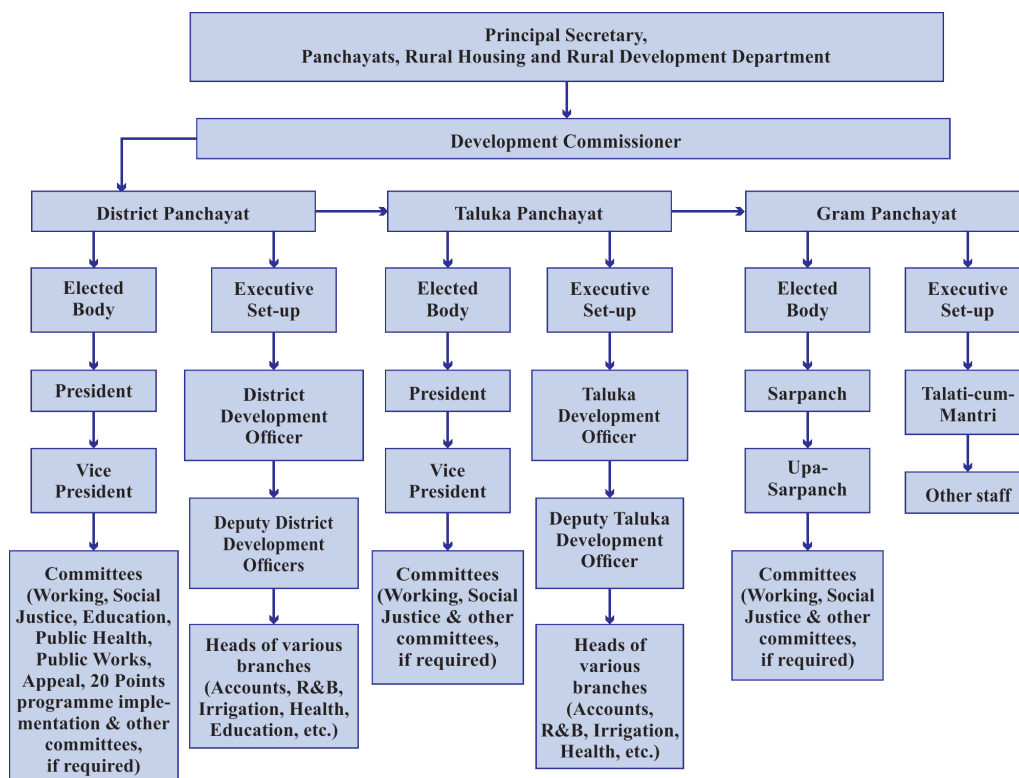 Principal Secretary,
Panchayats, Rural Housing and Rural Development Department
Development Commissioner
District Panchayat
Taluka Panchayat
Gram Panchayat
Elected
Body
Executive
Set-up
Elected
Body
Executive
Set-up
Elected
Body
Executive
Set-up
President
District
Development
Officer
President
Taluka
Development
Officer
Sarpanch
Talati-cum-
Mantri
Vice
President
Deputy District
Development
Officers
Vice
President
Deputy Taluka
Development
Officer
Upa-
Sarpanch
Other staff
Committees
(Working, Social
Justice, Education,
Public Health,
Public Works,
Appeal, 20 Points
programme imple-
mentation & other
committees,
if required)
Heads of various
branches
(Accounts, R&B,
Irrigation, Health,
Education, etc.)
Committees
(Working, Social
Justice & other
committees,
if required)
Heads of
various
branches
(Accounts,
R&B, Irrigation,
Health, etc.)
Committees
(Working, Social
Justice & other
committees,
if required)